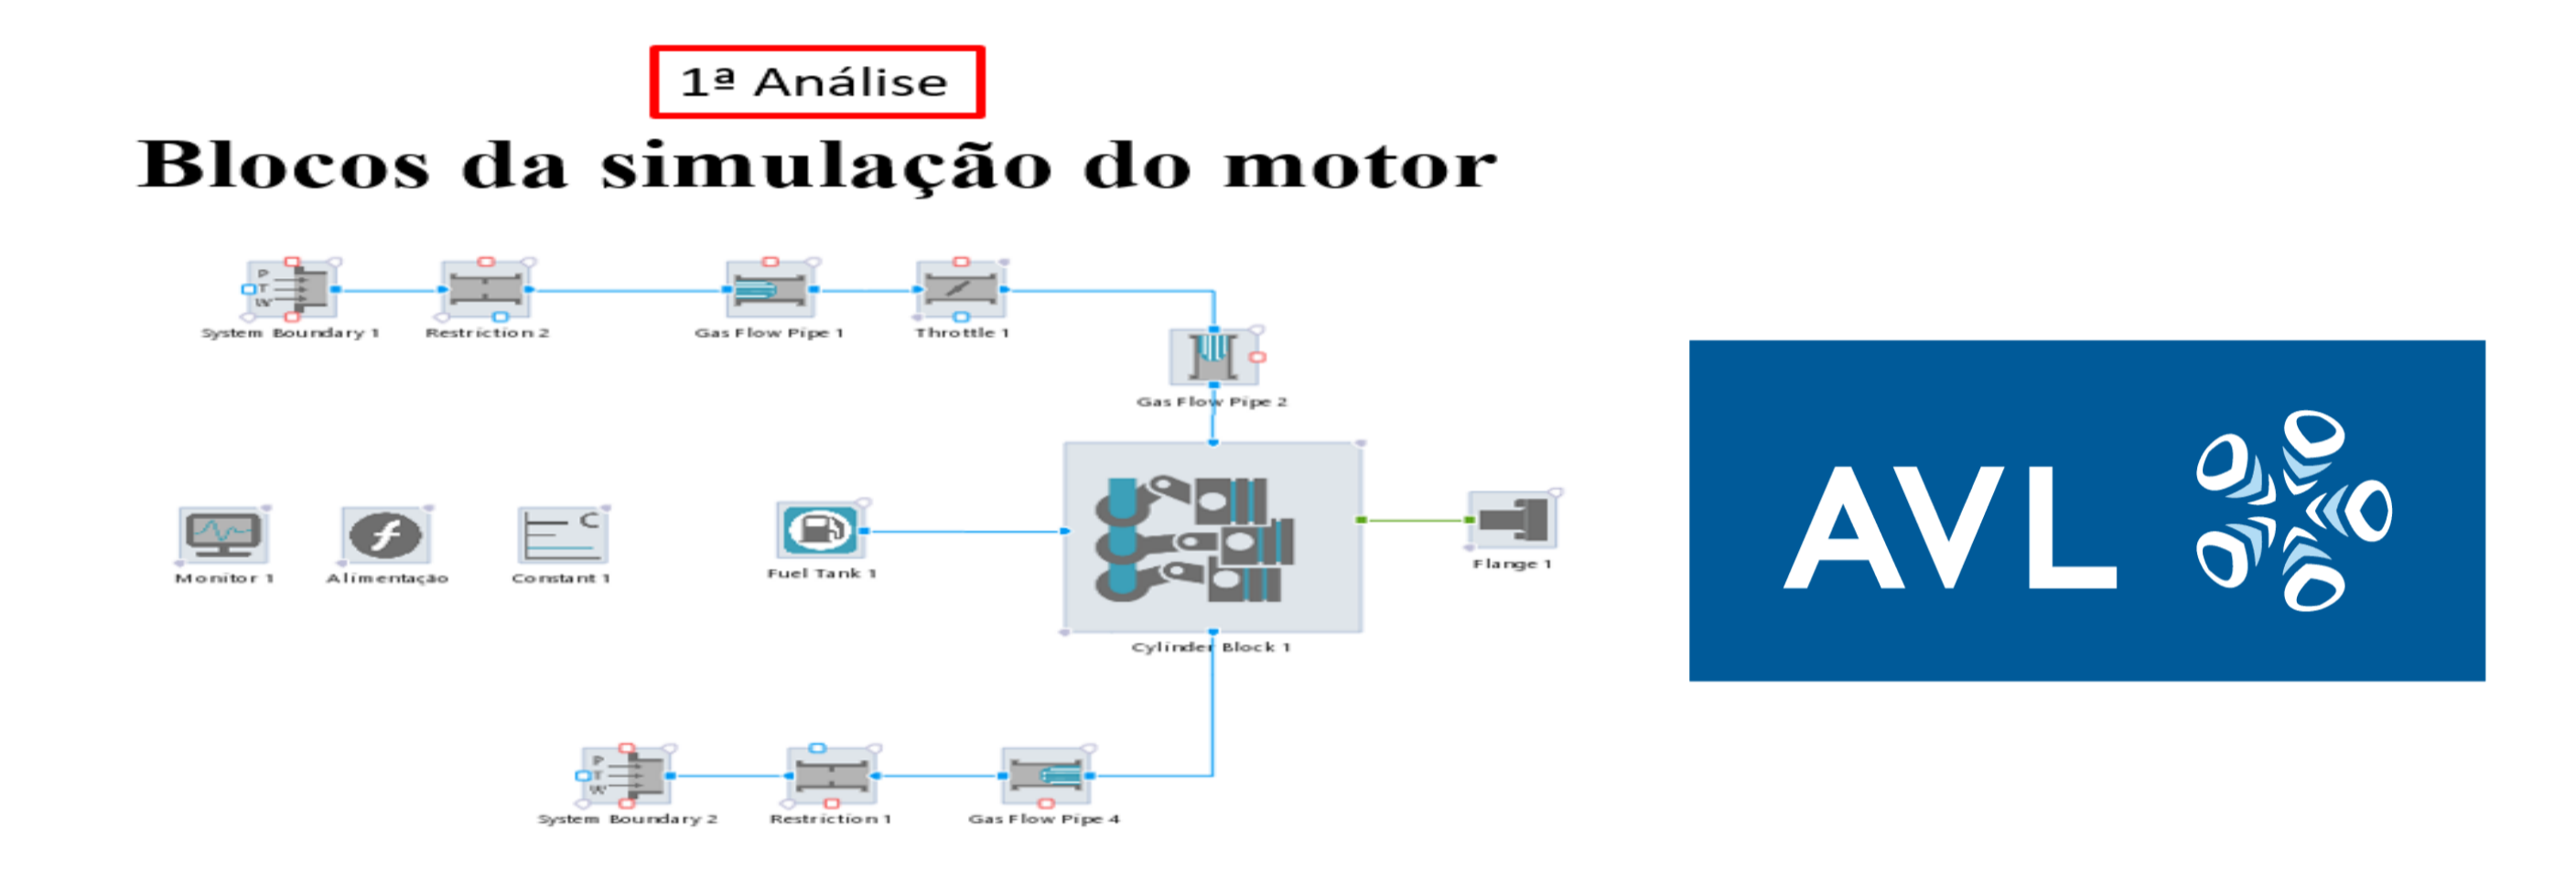 1ª Análise
Blocos da simulação do motor
P
T
W
System Boundary 1
Restriction 2
Gas Flow Pipe 1
Throttle 1
Gas Flow Pipe 2
AVL
Monitor 1
f
Alimentação
C
Constant 1
Fuel Tank 1
Flange 1
Cylinder Block 1
P
T
W
System Boundary 2
Restriction 1
Gas Flow Pipe 4